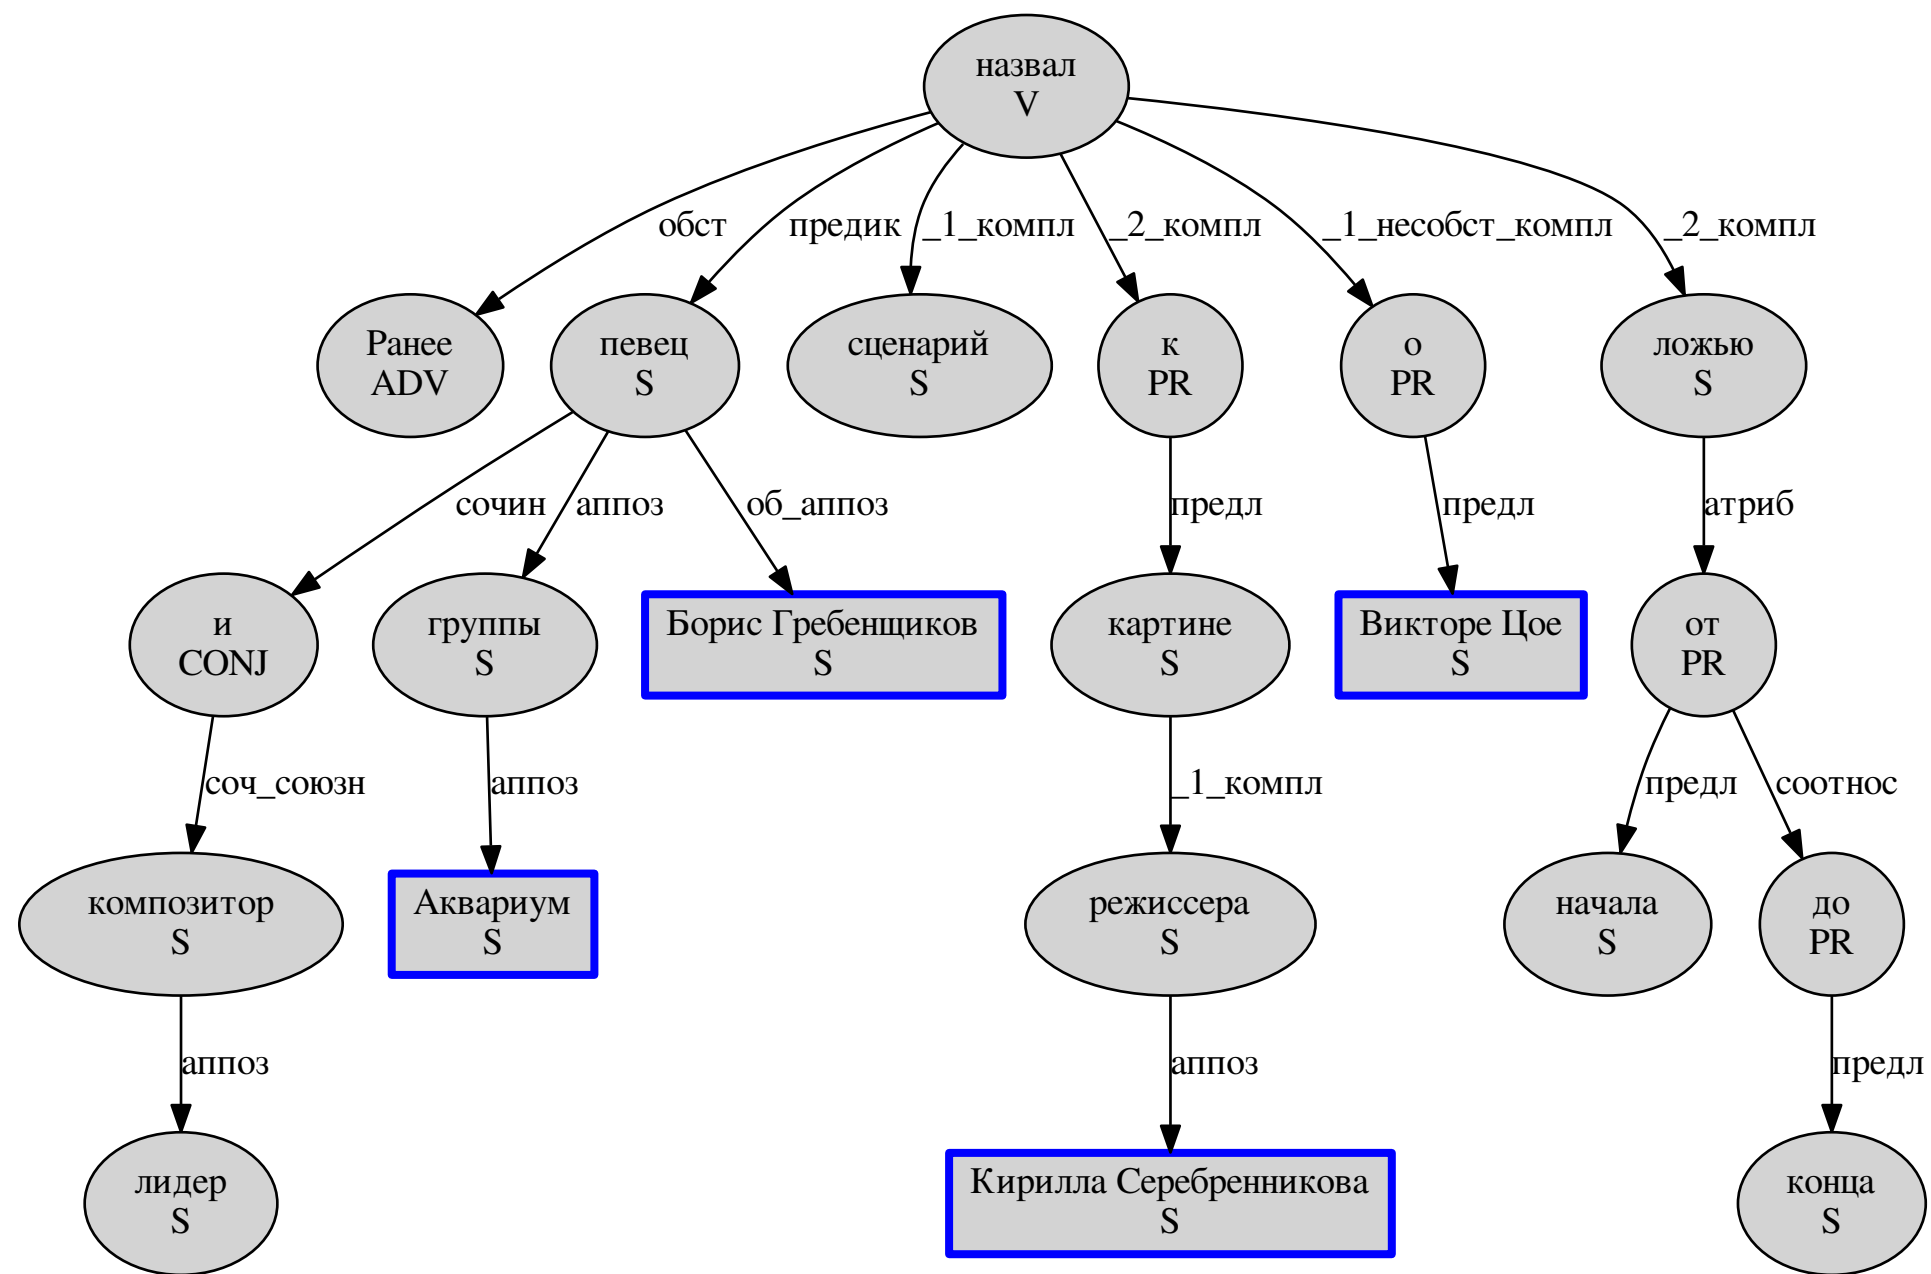 назвал
V
обст
предик
_1_компл
_2_компл
_1_несобст_компл
_2_компл
Ранее
ADV
певец
S
сценарий
S
к
PR
о
PR
ложью
S
сочин
аппоз
об_аппоз
предл
предл
атриб
и
CONJ
группы
S
Борис Гребенщиков
S
картине
S
Викторе Цое
S
от
PR
соч_союзн
аппоз
_1_компл
предл
соотнос
композитор
S
Аквариум
S
режиссера
S
начала
S
до
PR
аппоз
аппоз
предл
лидер
S
Кирилла Серебренникова
S
конца
S